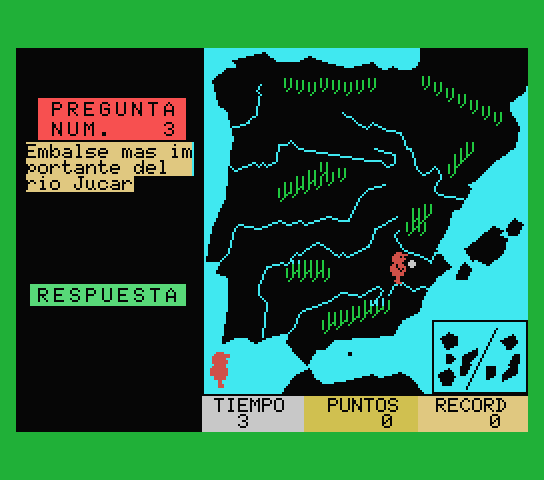 PREGUNTA
NUM. 3
Embalse mas im
portante del
rio Jucar
RESPUESTA
TIEMPO PUNTOS RECORD
3 0 0